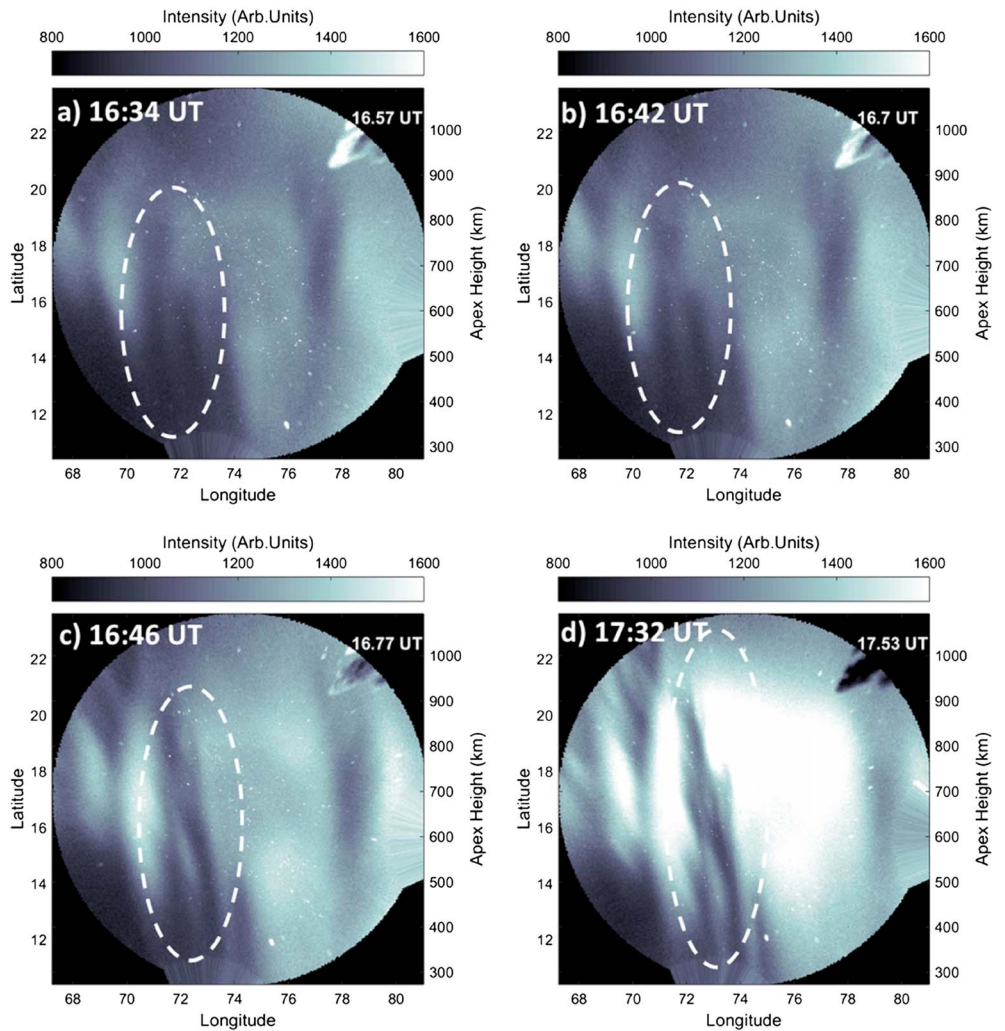 Intensity (Arb.Units)
800 1000 1200 1400 1600
a) 16:34 UT
16.57 UT
Latitude
22
20
18
16
14
12
1000
900
800
700
600
500
400
300
Apex Height (km)
68 70 72 74 76 78 80
Longitude
Intensity (Arb.Units)
800 1000 1200 1400 1600
b) 16:42 UT
16.7 UT
Latitude
22
20
18
16
14
12
1000
900
800
700
600
500
400
300
Apex Height (km)
68 70 72 74 76 78 80
Longitude
Intensity (Arb.Units)
800 1000 1200 1400 1600
c) 16:46 UT
16.77 UT
Latitude
22
20
18
16
14
12
1000
900
800
700
600
500
400
300
Apex Height (km)
68 70 72 74 76 78 80
Longitude
Intensity (Arb.Units)
800 1000 1200 1400 1600
d) 17:32 UT
17.53 UT
Latitude
22
20
18
16
14
12
1000
900
800
700
600
500
400
300
Apex Height (km)
68 70 72 74 76 78 80
Longitude